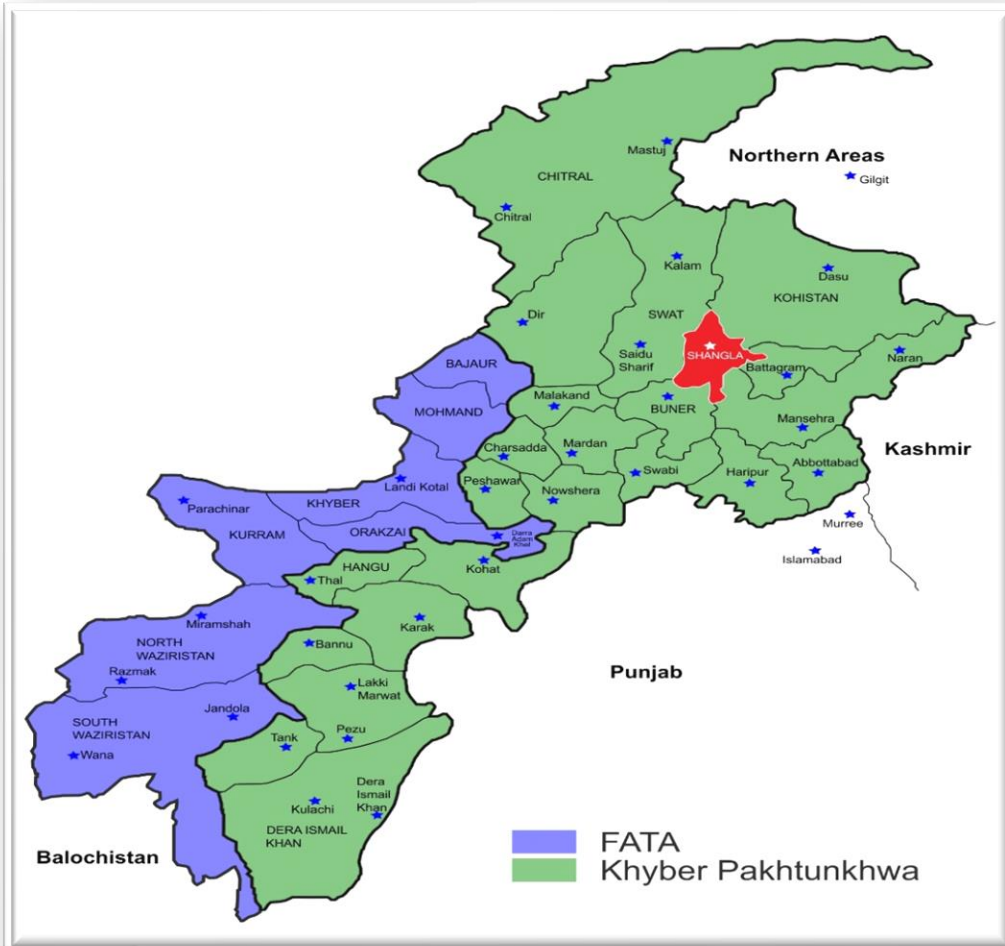 Mastuj
Northern Areas
Gilgit
CHITRAL
Chitral
Kalam
Dasu
KOHISTAN
Dir
SWAT
Saidu
Sharif
SHANGLA
Naran
Battagram
BAJAUR
MOHMAND
Malakand
BUNER
Mansehra
Charsadda
Mardan
Kashmir
Landi Kotal
Peshawar
Swabi
Haripur
Abbottabad
Nowshera
Parachinar
KHYBER
Murree
KURRAM
ORAKZAI
Darra
Adam
Khel
Islamabad
HANGU
Kohat
Thal
Miramshah
Karak
NORTH
WAZIRISTAN
Bannu
Punjab
Razmak
Lakki
Marwat
Jandola
SOUTH
WAZIRISTAN
Pezu
Tank
Wana
Dera
Ismail
Khan
Kulachi
DERA ISMAIL
KHAN
Balochistan
FATA
Khyber Pakhtunkhwa